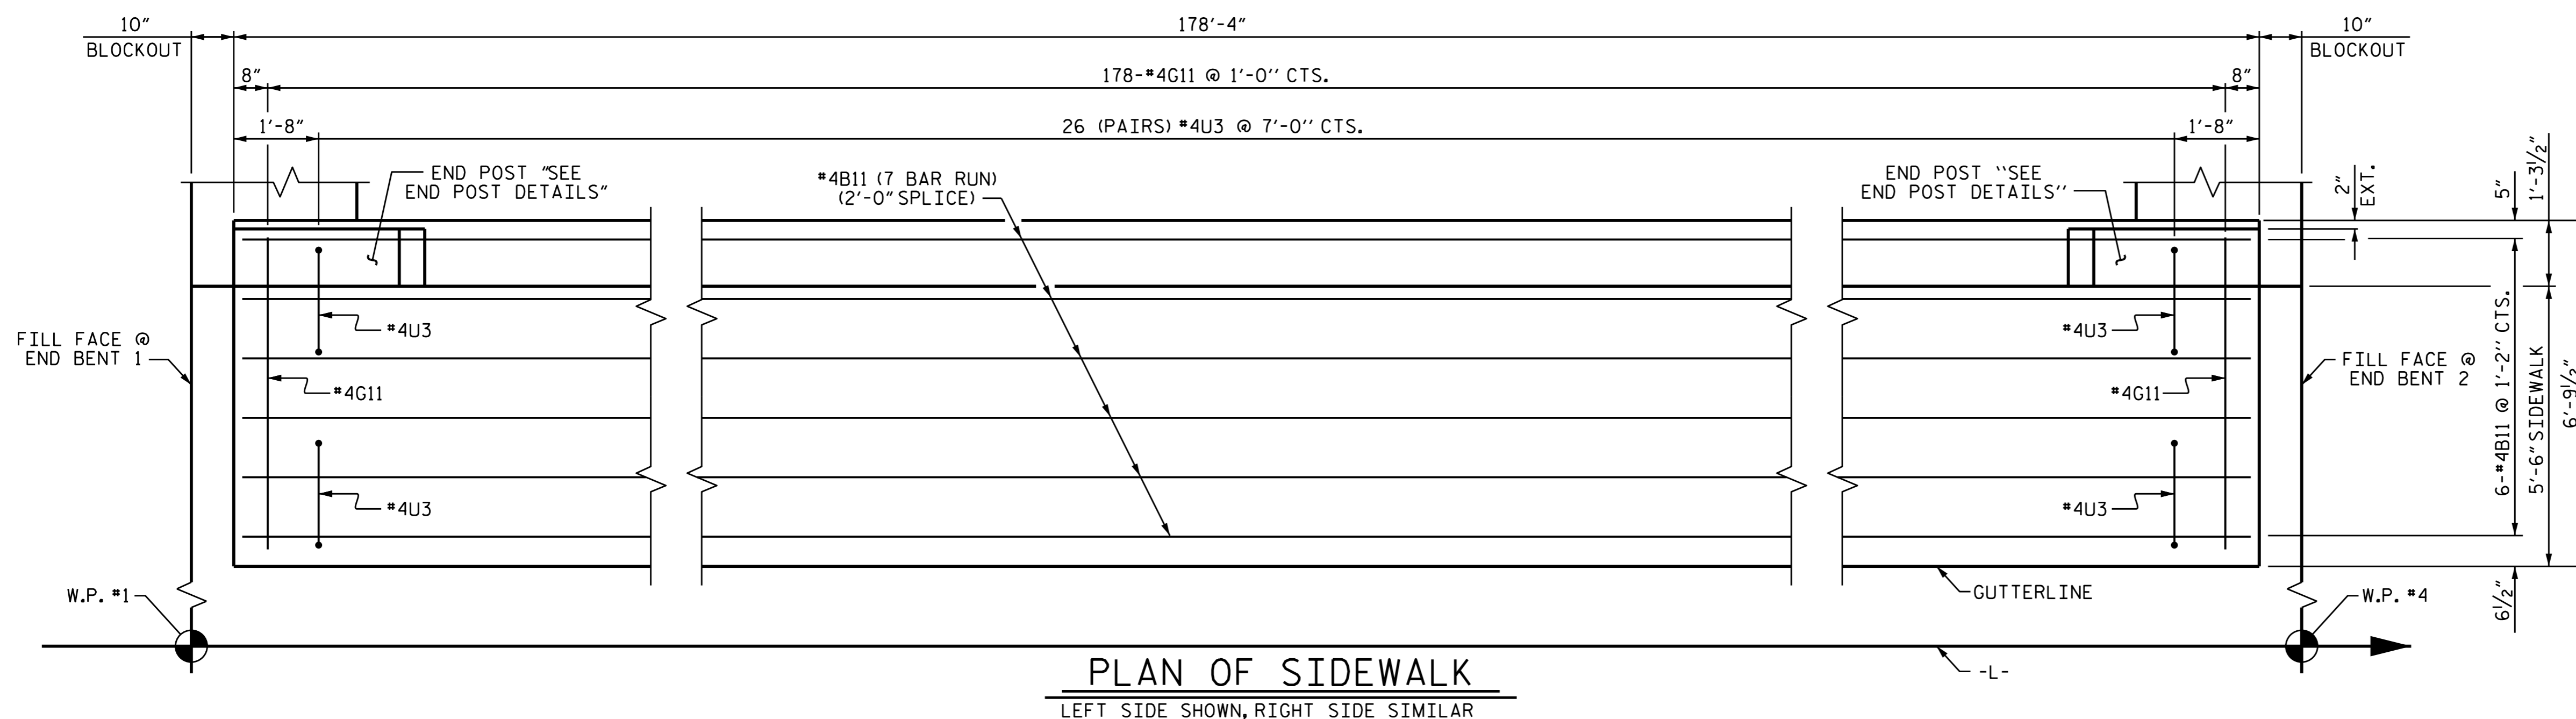 10"
BLOCKOUT
178'-4"
10"
BLOCKOUT
8"
178-#4G11 @ 1'-0" CTS.
8"
1'-8"
26 (PAIRS) #4U3 @ 7'-0" CTS.
1'-8"
END POST "SEE
END POST DETAILS"
#4B11 (7 BAR RUN)
(2'-0" SPLICE)
END POST "SEE
END POST DETAILS"
2"
EXT.
5"
1'-3½"
#4U3
#4U3
FILL FACE @
END BENT 1
FILL FACE @
END BENT 2
#4G11
#4G11
6-#4B11 @ 1'-2" CTS.
5'-6" SIDEWALK
6'-9½"
#4U3
#4U3
GUTTERLINE
6½"
W.P. #1
W.P. #4
-L-
PLAN OF SIDEWALK
LEFT SIDE SHOWN, RIGHT SIDE SIMILAR